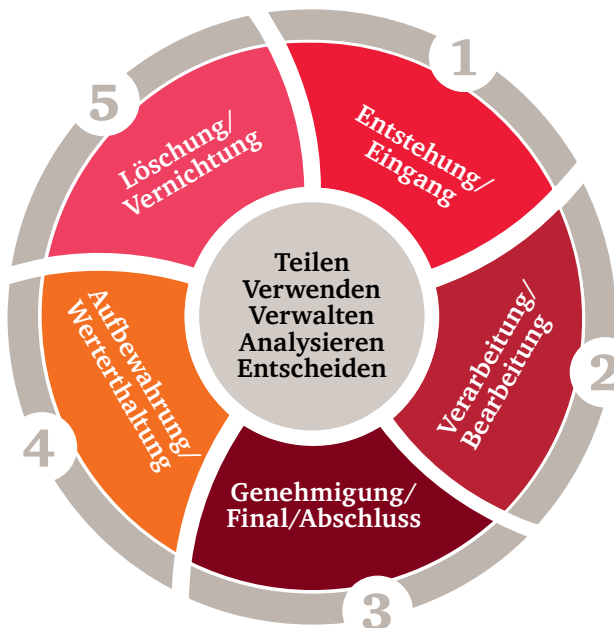 1
Entstehung/
Eingang
2
Verarbeitung/
Bearbeitung
3
Genehmigung/
Final/Abschluss
4
Aufbewahrung/
Werterthaltung
5
Löschung/
Vernichtung
Teilen
Verwenden
Verwalten
Analysieren
Entscheiden